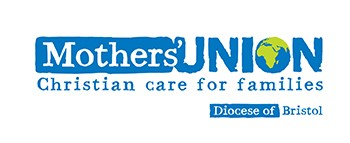 Mothers' UNION
Christian care for families
Diocese of Bristol